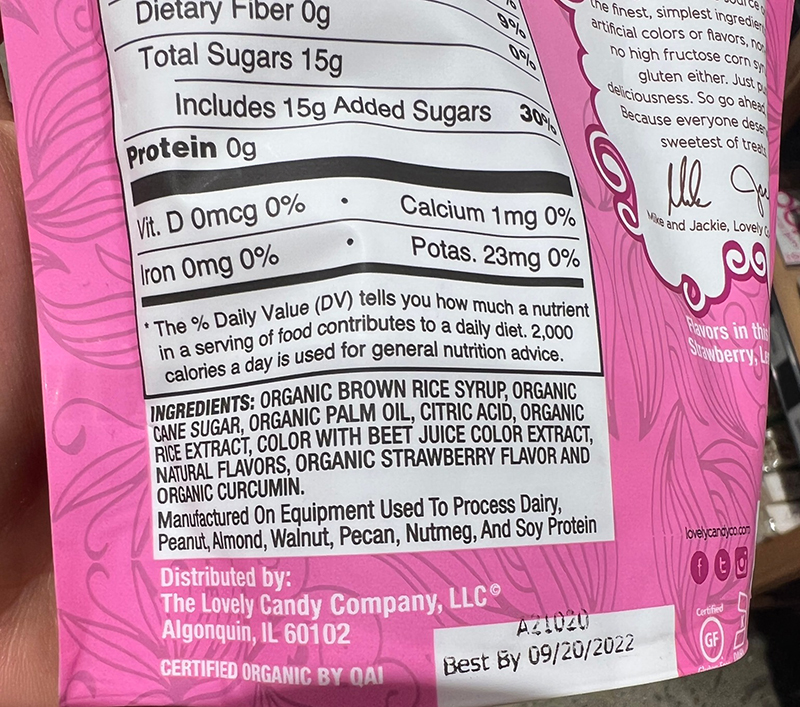 Dietary Fiber 0g
9%
Total Sugars 15g
0%
Includes 15g Added Sugars 30%
Protein 0g
Vit. D 0mcg 0% • Calcium 1mg 0%
Iron 0mg 0% • Potas. 23mg 0%
* The % Daily Value (DV) tells you how much a nutrient
in a serving of food contributes to a daily diet. 2,000
calories a day is used for general nutrition advice.
INGREDIENTS: ORGANIC BROWN RICE SYRUP, ORGANIC
CANE SUGAR, ORGANIC PALM OIL, CITRIC ACID, ORGANIC
RICE EXTRACT, COLOR WITH BEET JUICE COLOR EXTRACT,
NATURAL FLAVORS, ORGANIC STRAWBERRY FLAVOR AND
ORGANIC CURCUMIN.
Manufactured On Equipment Used To Process Dairy,
Peanut, Almond, Walnut, Pecan, Nutmeg, And Soy Protein
Distributed by:
The Lovely Candy Company, LLC©
Algonquin, IL 60102
CERTIFIED ORGANIC BY QAI
A21020
Best By 09/20/2022
the finest, simplest
artificial colors or flavors,
no high fructose corn
gluten either. Just
deliciousness. So go ahead
Because everyone
sweetest of treats
Mike
Mike and Jackie, Lovely
Flavors in this
Strawberry,
lovelycandyco.com
Certified
GF